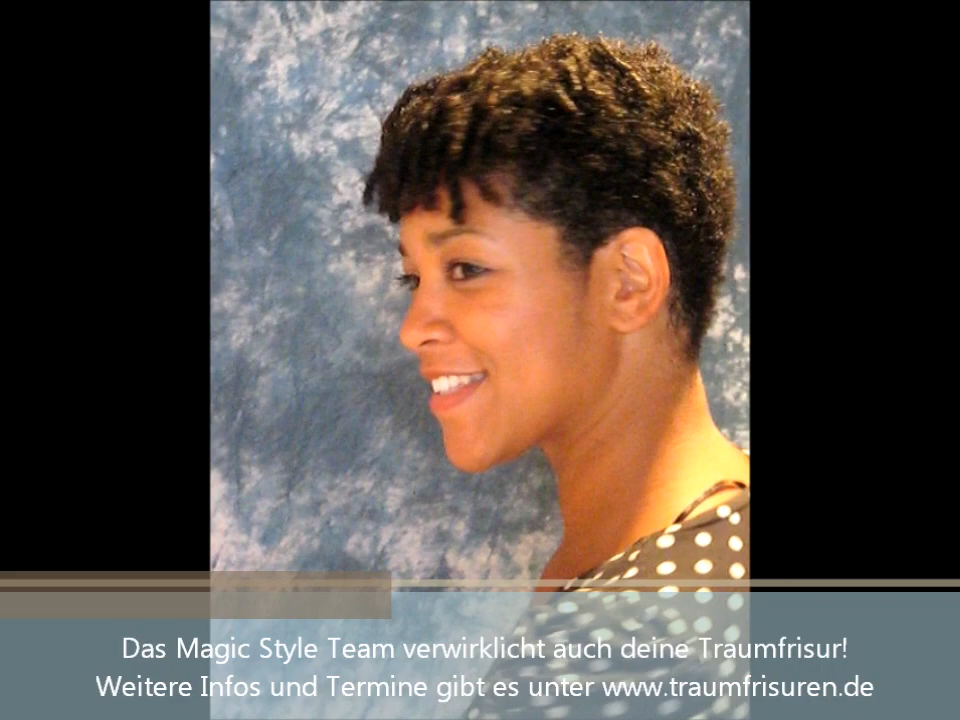 Das Magic Style Team verwirklicht auch deine Traumfrisur!
Weitere Infos und Termine gibt es unter www.traumfrisuren.de